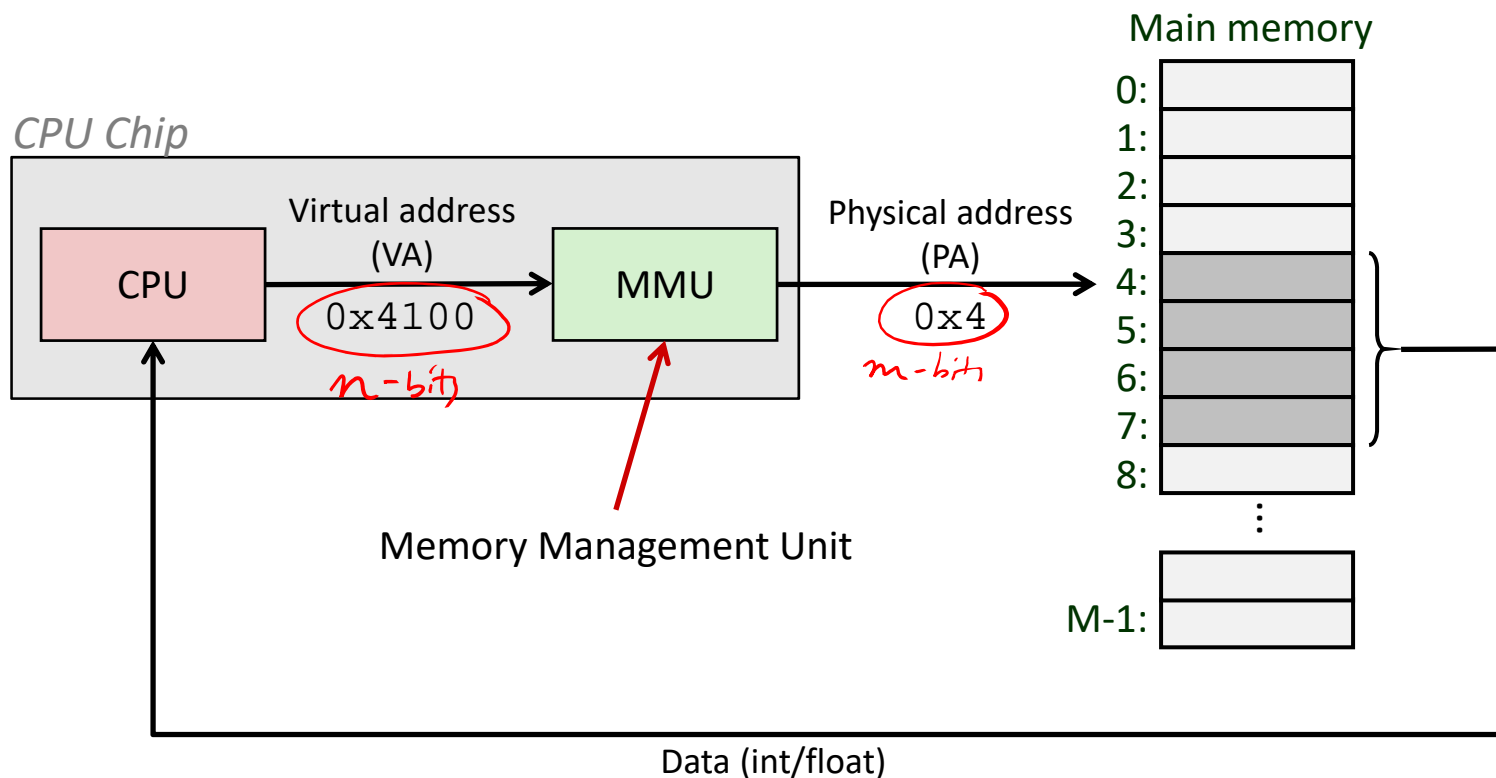 Main memory
CPU Chip
0:
1:
2:
3:
4:
5:
6:
7:
8:
M-1:
Virtual address
(VA)
Physical address
(PA)
CPU
MMU
0x4100
0x4
n-bits
m-bits
Memory Management Unit
Data (int/float)